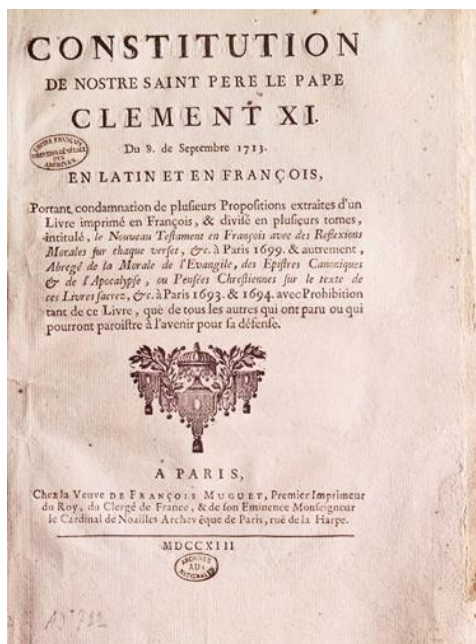 CONSTITUTION
DE NOSTRE SAINT PERE LE PAPE
CLEMENT XI.
Du 8. de Septembre 1713.
EN LATIN ET EN FRANÇOIS,
Portant condamnation de plusieurs Propositions extraites d'un
Livre imprimé en François, & divisé en plusieurs tomes,
intitulé, le Nouveau Testament en François avec des Reflexions
Morales sur chaque verset, &c. à Paris 1699. & autrement,
Abregé de la Morale de l'Evangile, des Epistres Canoniques
& de l'Apocalypse, ou Pensées Chrestiennes sur le texte de
ces Livres sacrez, &c. à Paris 1693. & 1694. avec Prohibition
tant de ce Livre, que de tous les autres qui ont paru ou qui
pourront paroistre à l'avenir pour sa défense.
A PARIS,
Chez la Veuve DE FRANÇOIS MUGUET, Premier Imprimeur
du Roy, du Clergé de France, & de son Eminence Monseigneur
le Cardinal de Noailles Archevêque de Paris, ruë de la Harpe.
MDCCXIII
ARCHIVES
NATIONALES